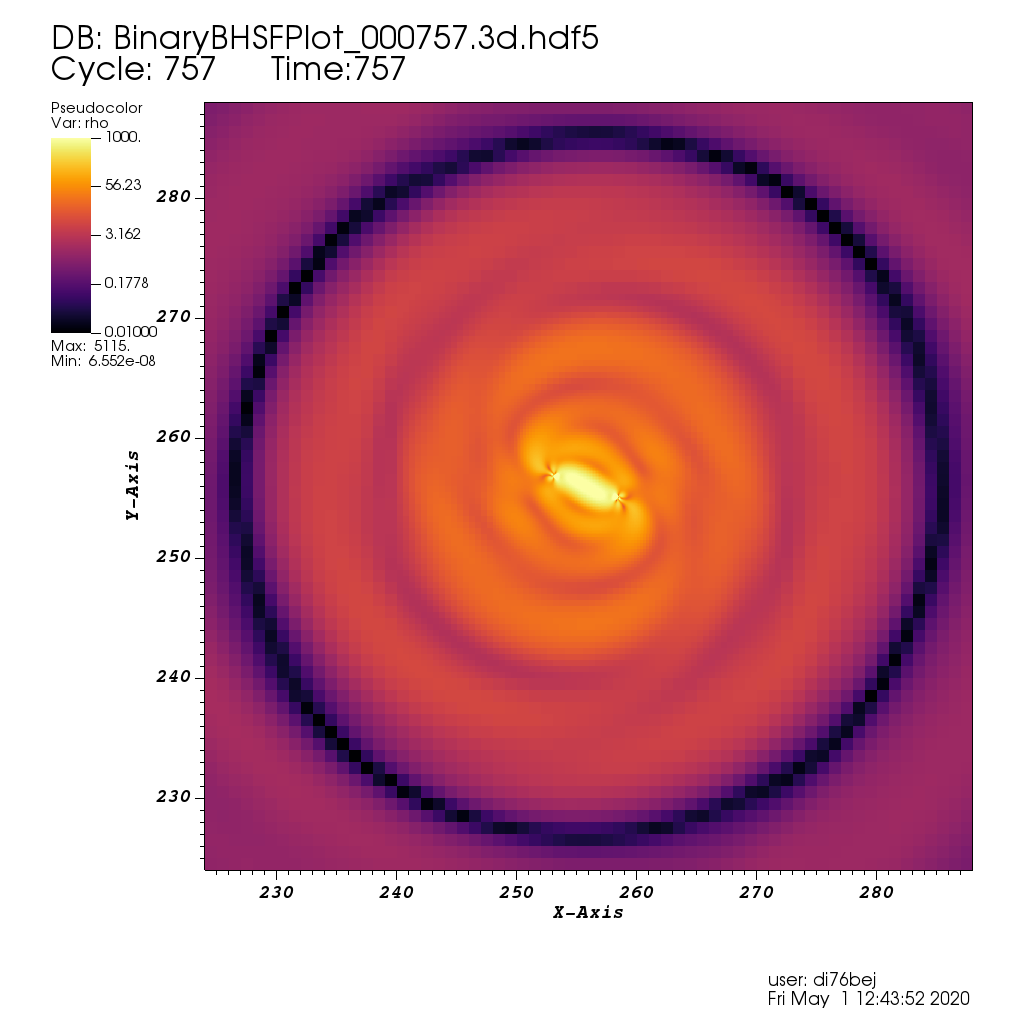 DB: BinaryBHSFPlot_000757.3d.hdf5
Cycle: 757 Time:757
Pseudocolor
Var: rho
1000.
56.23
3.162
0.1778
0.01000
Max: 5115.
Min: 6.552e-08
280
270
260
250
240
230
Y-Axis
230 240 250 260 270 280
X-Axis
user: di76bej
Fri May 1 12:43:52 2020